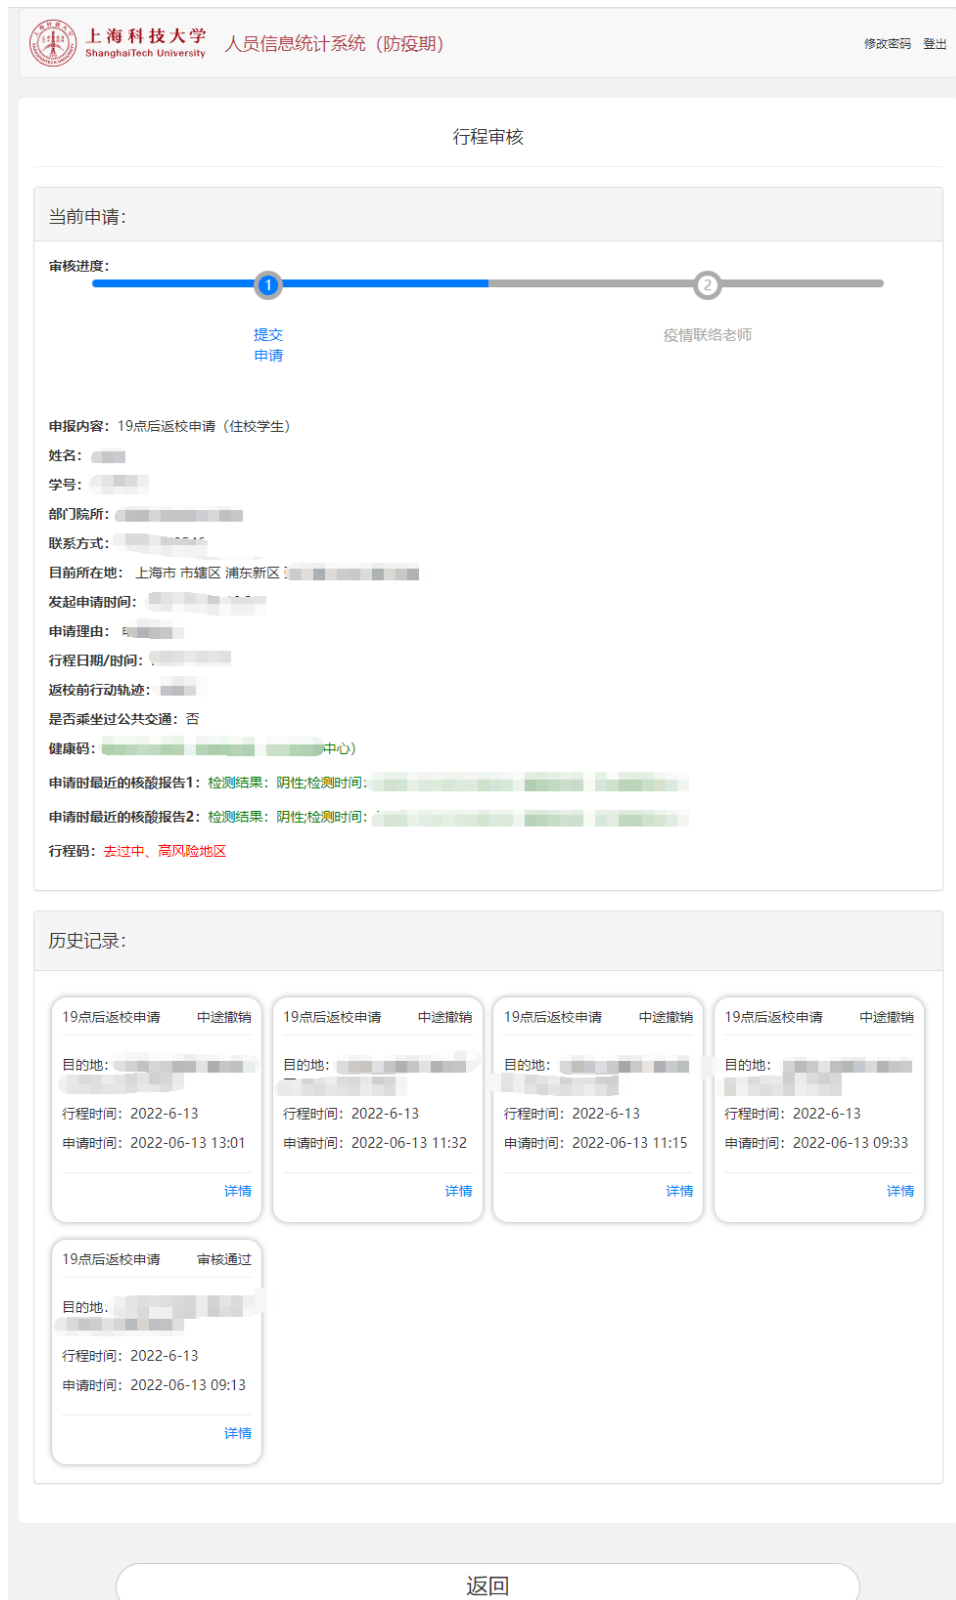 上海科技大学
ShanghaiTech University
人员信息统计系统（防疫期）
修改密码 登出
行程审核
当前申请：
审核进度：
1
2
提交
申请
疫情联络老师
申报内容：19点后返校申请（住校学生）
姓名：
学号：
部门院所：
联系方式：
目前所在地： 上海市 市辖区 浦东新区
发起申请时间：
申请理由：
行程日期/时间：
返校前行动轨迹：
是否乘坐过公共交通：否
健康码：中心)
申请时最近的核酸报告1：检测结果：阴性;检测时间：
申请时最近的核酸报告2：检测结果：阴性;检测时间：
行程码：去过中、高风险地区
历史记录：
19点后返校申请 中途撤销
目的地：
行程时间：2022-6-13
申请时间：2022-06-13 13:01
详情
19点后返校申请 中途撤销
目的地：
行程时间：2022-6-13
申请时间：2022-06-13 11:32
详情
19点后返校申请 中途撤销
目的地：
行程时间：2022-6-13
申请时间：2022-06-13 11:15
详情
19点后返校申请 中途撤销
目的地：
行程时间：2022-6-13
申请时间：2022-06-13 09:33
详情
19点后返校申请 审核通过
目的地：
行程时间：2022-6-13
申请时间：2022-06-13 09:13
详情
返回